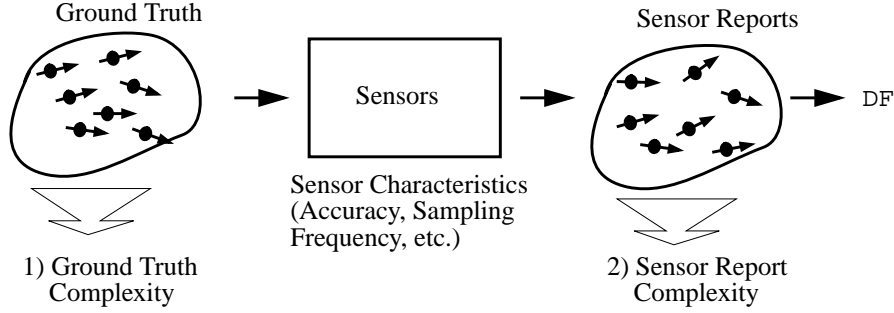 Ground Truth
Sensor Reports
Sensors
DF
Sensor Characteristics
(Accuracy, Sampling
Frequency, etc.)
1) Ground Truth
Complexity
2) Sensor Report
Complexity